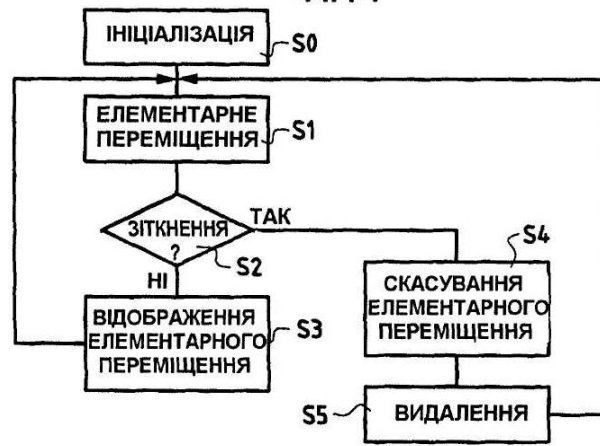 ІНІЦІАЛІЗАЦІЯ
S0
ЕЛЕМЕНТАРНЕ
ПЕРЕМІЩЕННЯ
S1
ЗІТКНЕННЯ
?
S2
ТАК
НІ
ВІДОБРАЖЕННЯ
ЕЛЕМЕНТАРНОГО
ПЕРЕМІЩЕННЯ
S3
S4
СКАСУВАННЯ
ЕЛЕМЕНТАРНОГО
ПЕРЕМІЩЕННЯ
S5
ВИДАЛЕННЯ